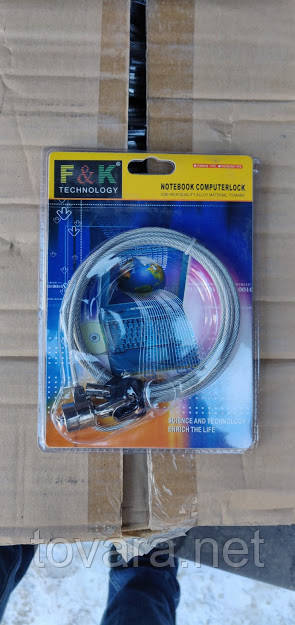 F&K
TECHNOLOGY
NOTEBOOK COMPUTERLOCK
SCIENCE AND TECHNOLOGY
ENRICH THE LIFE
tovara.net